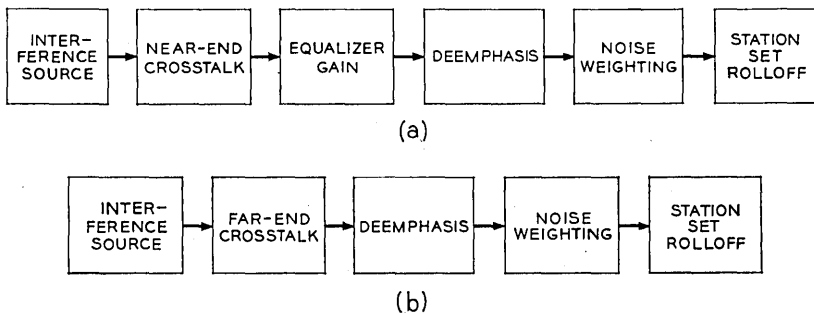 INTER-
FERENCE
SOURCE
NEAR-END
CROSSTALK
EQUALIZER
GAIN
DEEMPHASIS
NOISE
WEIGHTING
STATION
SET
ROLLOFF
(a)
INTER-
FERENCE
SOURCE
FAR-END
CROSSTALK
DEEMPHASIS
NOISE
WEIGHTING
STATION
SET
ROLLOFF
(b)